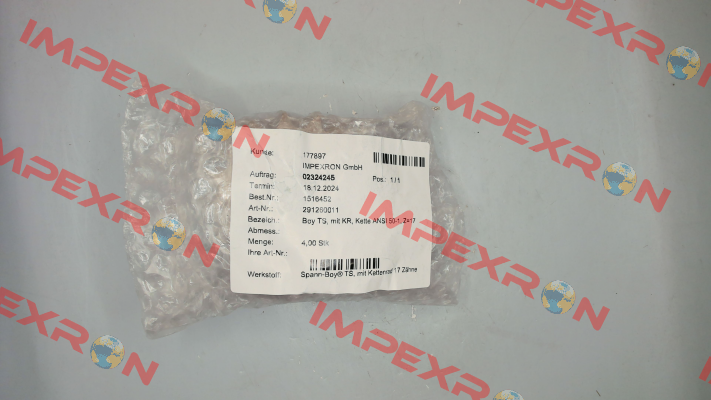 Kunde: 177897
IMPEXRON GmbH
Auftrag: 02324245 Pos.: 1 / 1
Termin: 18.12.2024
Best.Nr.: 1516452
Art-Nr.: 291260011
Bezeich.: Boy TS, mit KR, Kette ANSI 50-1, Z=17
Abmess.:
Menge: 4,00 Stk
Ihre Art-Nr.:
Werkstoff: Spann-Boy® TS, mit Kettenrad 17 Zähne
IMPEXRON
IMPEXRON
IMPEXRON
IMPEXRON
IMPEXRON
IMPEXRON
IMPEXRON